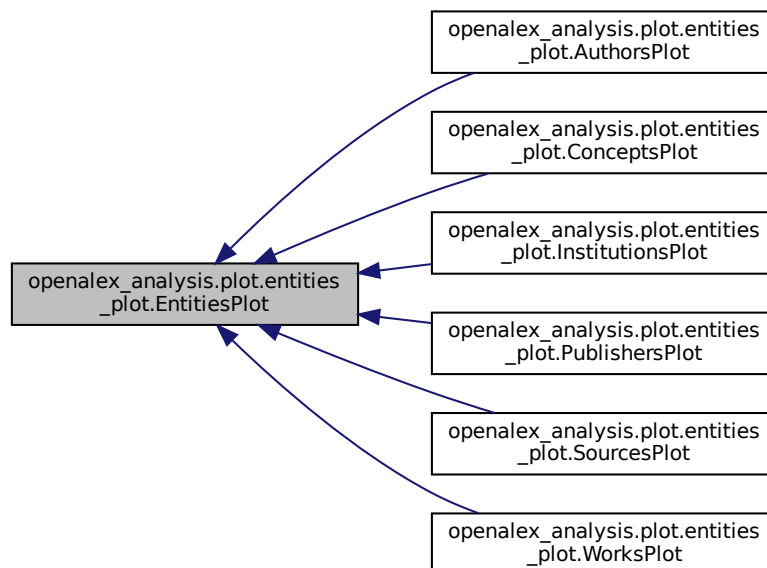 openalex_analysis.plot.entities
_plot.AuthorsPlot
openalex_analysis.plot.entities
_plot.ConceptsPlot
openalex_analysis.plot.entities
_plot.InstitutionsPlot
openalex_analysis.plot.entities
_plot.EntitiesPlot
openalex_analysis.plot.entities
_plot.PublishersPlot
openalex_analysis.plot.entities
_plot.SourcesPlot
openalex_analysis.plot.entities
_plot.WorksPlot